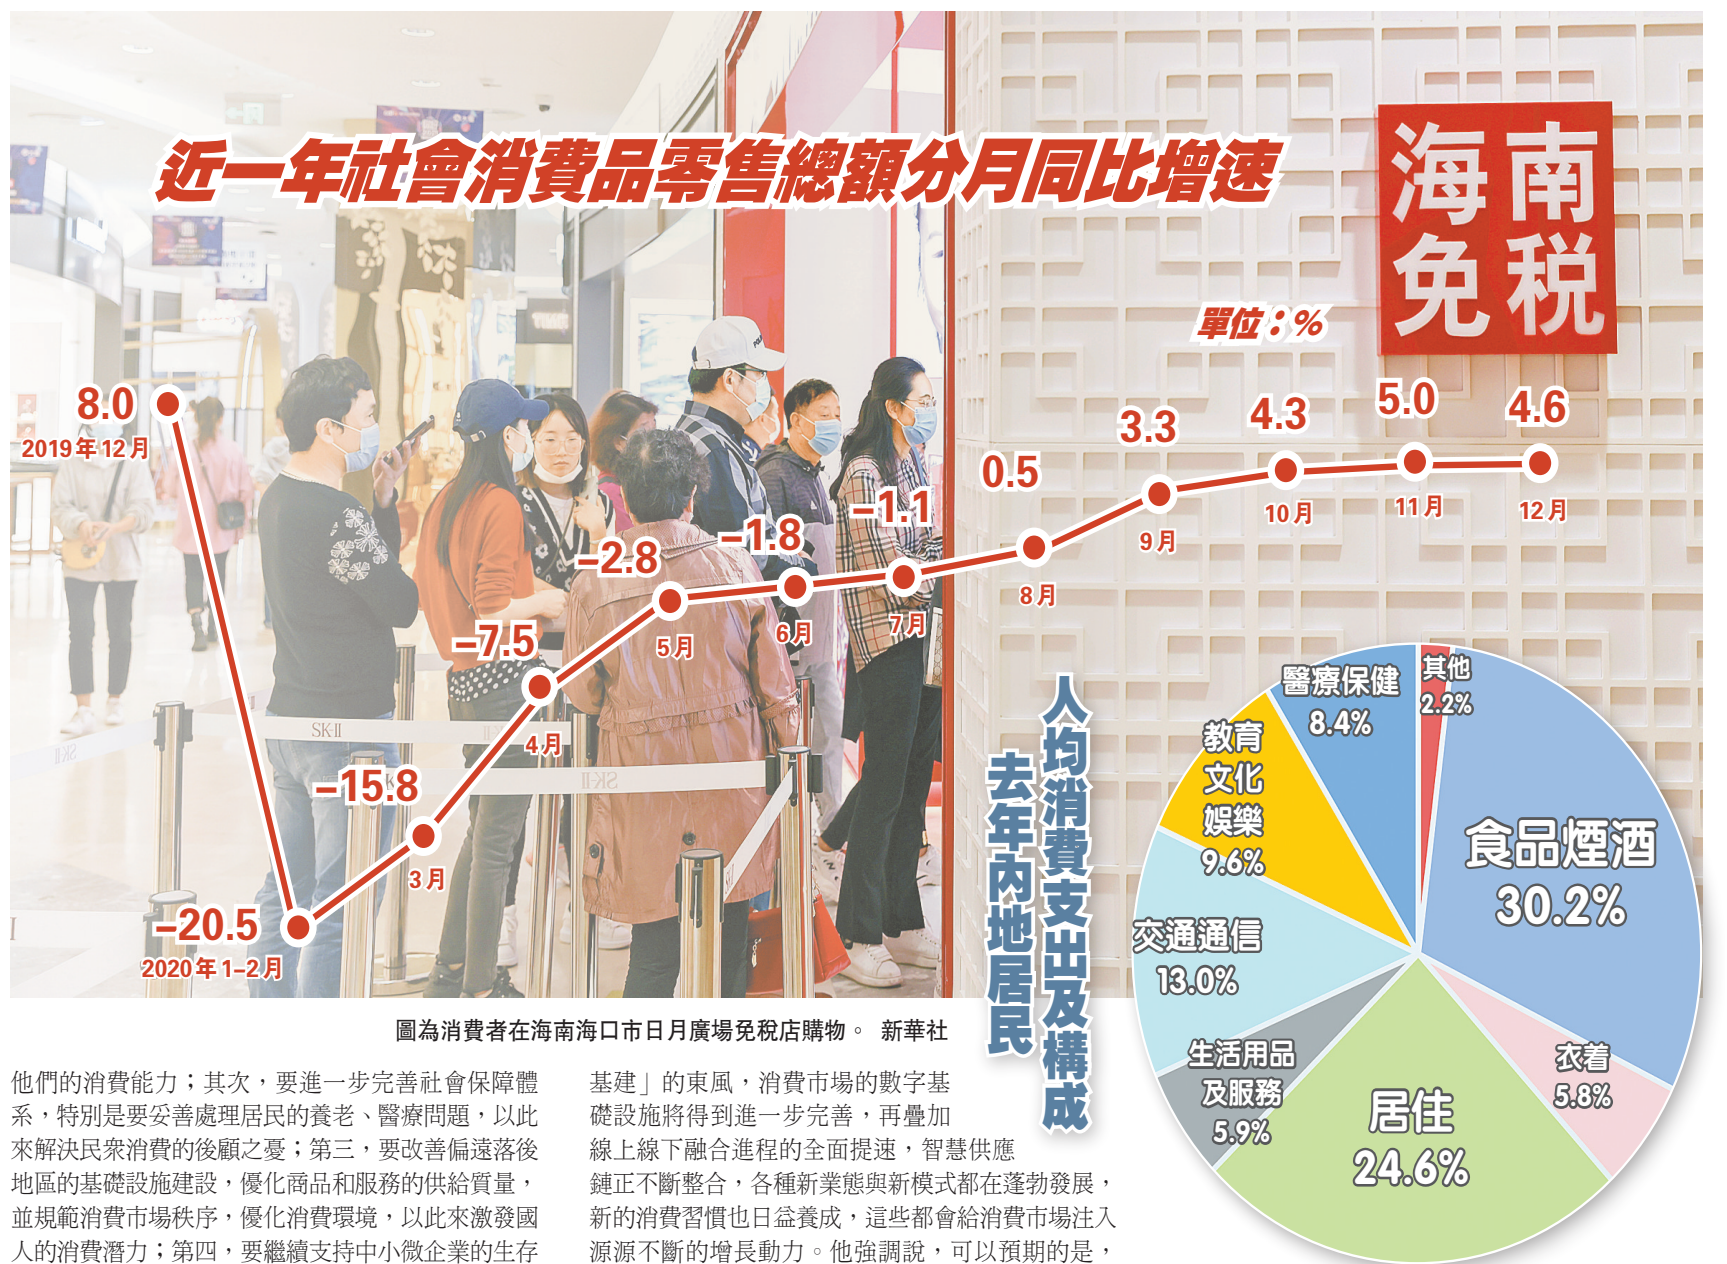 近一年社會消費品零售總額分月同比增速
海南
免税
單位：%
8.0
2019年12月
–20.5
2020年1–2月
–15.8
3月
–7.5
4月
–2.8
5月
–1.8
6月
–1.1
7月
0.5
8月
3.3
9月
4.3
10月
5.0
11月
4.6
12月
SK-II
SK-II
圖為消費者在海南海口市日月廣場免稅店購物。 新華社
去年內地居民
人均消費支出及構成
其他
2.2%
食品煙酒
30.2%
衣着
5.8%
居住
24.6%
生活用品
及服務
5.9%
交通通信
13.0%
教育
文化
娛樂
9.6%
醫療保健
8.4%
他們的消費能力；其次，要進一步完善社會保障體
系，特別是要妥善處理居民的養老、醫療問題，以此
來解決民衆消費的後顧之憂；第三，要改善偏遠落後
地區的基礎設施建設，優化商品和服務的供給質量，
並規範消費市場秩序，優化消費環境，以此來激發國
人的消費潛力；第四，要繼續支持中小微企業的生存
基建」的東風，消費市場的數字基
礎設施將得到進一步完善，再疊加
線上線下融合進程的全面提速，智慧供應
鏈正不斷整合，各種新業態與新模式都在蓬勃發展，
新的消費習慣也日益養成，這些都會給消費市場注入
源源不斷的增長動力。他強調說，可以預期的是，